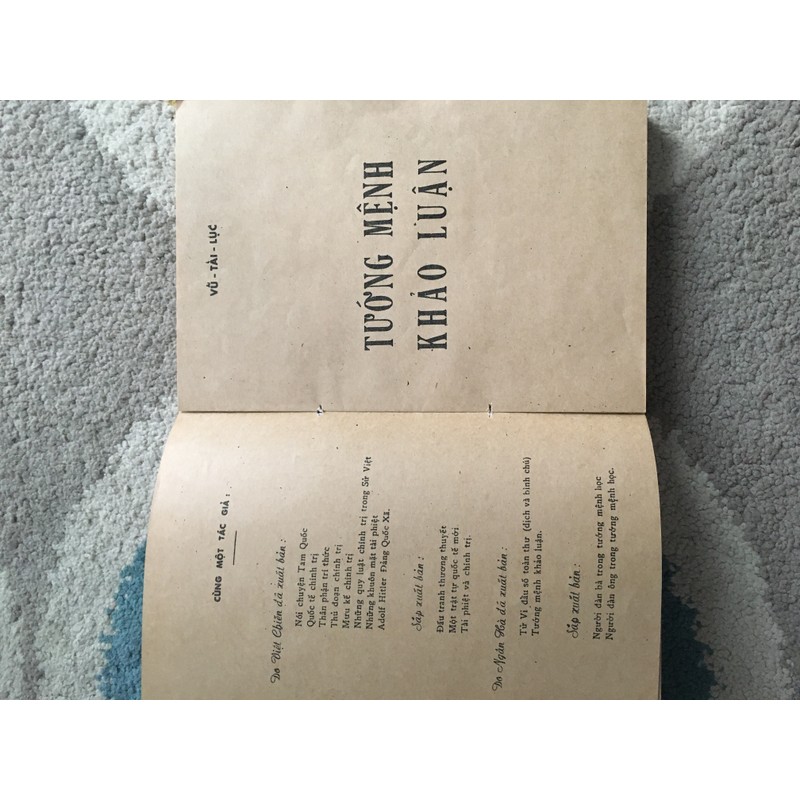 CÙNG MỘT TÁC GIẢ :
Do Việt Chiến đã xuất bản :
Nói chuyện Tam Quốc
Quốc tế chính trị
Thân phận trí thức
Thủ đoạn chính trị
Mưu kế chính trị
Những quy luật chính trị trong Sử Việt
Những khuôn mặt tài phiệt
Adolf Hitler Đảng Quốc Xã.
Sắp xuất bản :
Đấu tranh thương thuyết
Một trật tự quốc tế mới
Tài phiệt và chính trị.
Do Ngân Hà đã xuất bản :
Tử Vi đầu số toàn thư (dịch và bình chú)
Tướng mệnh khảo luận.
Sắp xuất bản :
Người đàn bà trong tướng mệnh học
Người đàn ông trong tướng mệnh học.
VŨ - TÀI - LỤC
TƯỚNG MỆNH
KHẢO LUẬN